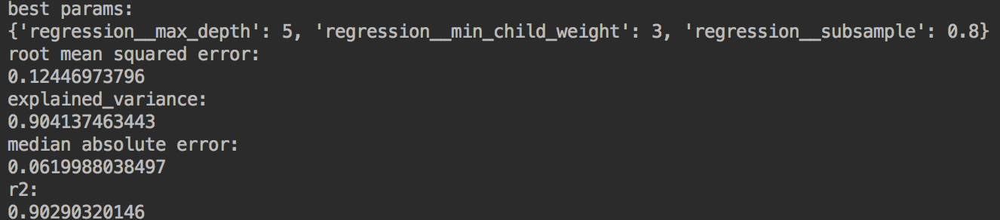 best params:
{'regression__max_depth': 5, 'regression__min_child_weight': 3, 'regression__subsample': 0.8}
root mean squared error:
0.12446973796
explained_variance:
0.904137463443
median absolute error:
0.0619988038497
r2:
0.90290320146